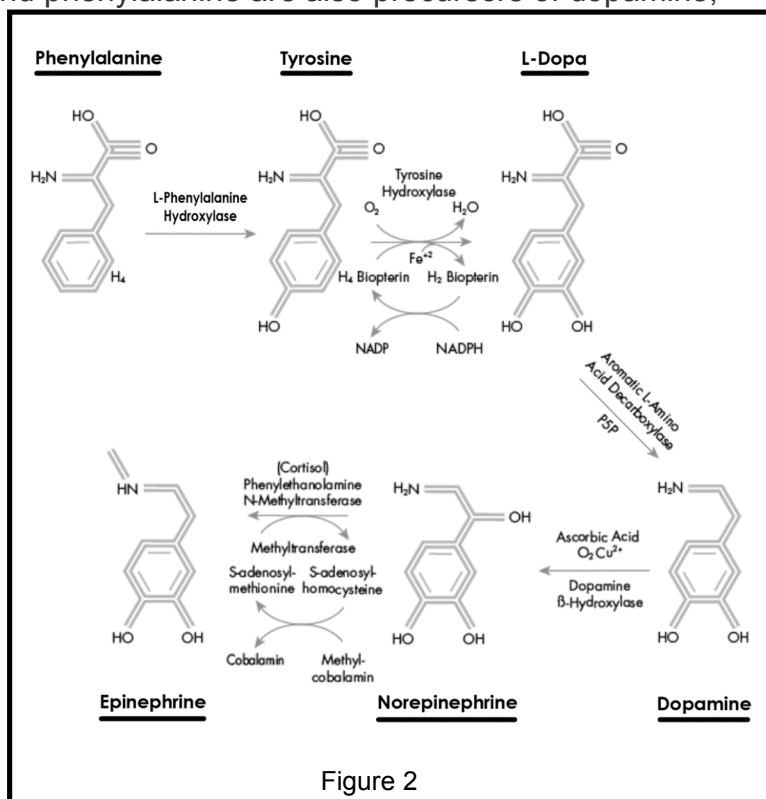 nd phenylalanine are also precursors of dopamine,
Phenylalanine
Tyrosine
L-Dopa
HO
O
H₂N
H₄
L-Phenylalanine
Hydroxylase
HO
O
H₂N
HO
Tyrosine
Hydroxylase
O₂
H₂O
Fe⁺²
H₄ Biopterin
H₂ Biopterin
NADP
NADPH
HO
O
H₂N
HO
OH
Aromatic L-Amino
Acid Decarboxylase
P5P
HN
HO
OH
(Cortisol)
Phenylethanolamine
N-Methyltransferase
Methyltransferase
S-adenosyl-
methionine
S-adenosyl-
homocysteine
Cobalamin
Methyl-
cobalamin
H₂N
OH
HO
OH
Ascorbic Acid
O₂Cu²⁺
Dopamine
ß-Hydroxylase
H₂N
HO
OH
Epinephrine
Norepinephrine
Dopamine
Figure 2